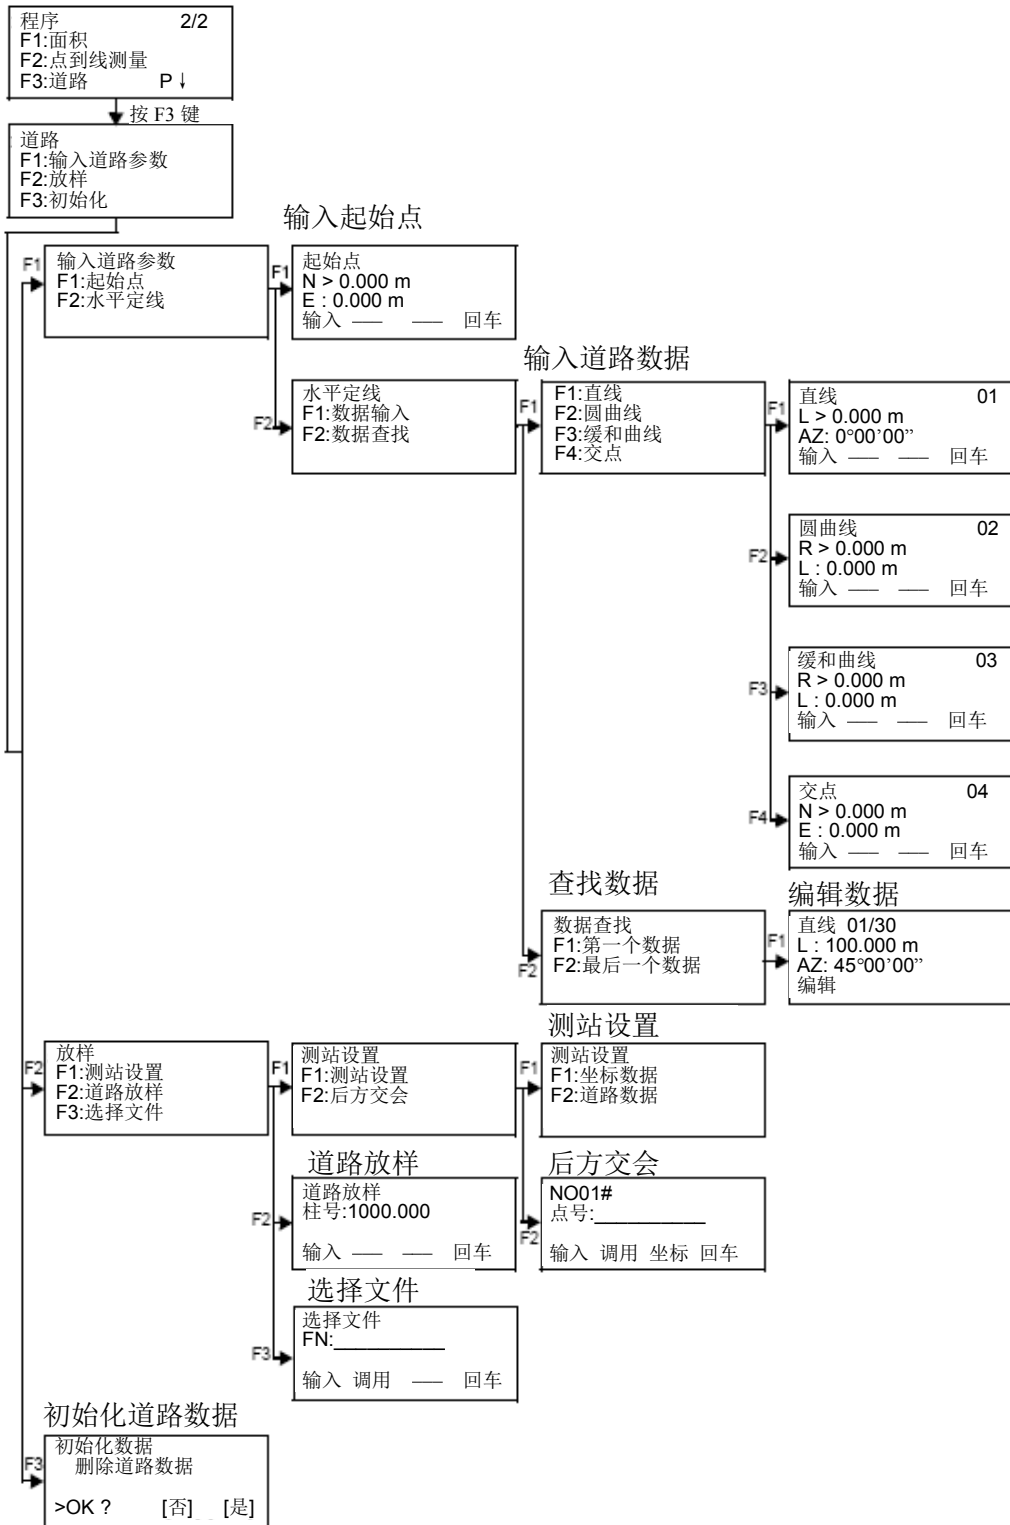 程序 2/2
F1:面积
F2:点到线测量
F3:道路 P↓
按 F3 键
道路
F1:输入道路参数
F2:放样
F3:初始化
输入起始点
F1
输入道路参数
F1:起始点
F2:水平定线
F1
起始点
N > 0.000 m
E : 0.000 m
输入 —— —— 回车
输入道路数据
F2
水平定线
F1:数据输入
F2:数据查找
F1
F1:直线
F2:圆曲线
F3:缓和曲线
F4:交点
F1
直线 01
L > 0.000 m
AZ: 0°00’00”
输入 —— —— 回车
F2
圆曲线 02
R > 0.000 m
L : 0.000 m
输入 —— —— 回车
F3
缓和曲线 03
R > 0.000 m
L : 0.000 m
输入 —— —— 回车
F4
交点 04
N > 0.000 m
E : 0.000 m
输入 —— —— 回车
查找数据
编辑数据
F2
数据查找
F1:第一个数据
F2:最后一个数据
F1
直线 01/30
L : 100.000 m
AZ: 45°00’00”
编辑
测站设置
F2
放样
F1:测站设置
F2:道路放样
F3:选择文件
F1
测站设置
F1:测站设置
F2:后方交会
F1
测站设置
F1:坐标数据
F2:道路数据
道路放样
后方交会
F2
道路放样
柱号:1000.000
输入 —— —— 回车
F2
NO01#
点号:__________
输入 调用 坐标 回车
选择文件
F3
选择文件
FN:__________
输入 调用 —— 回车
初始化道路数据
F3
初始化数据
删除道路数据
>OK ? [否] [是]